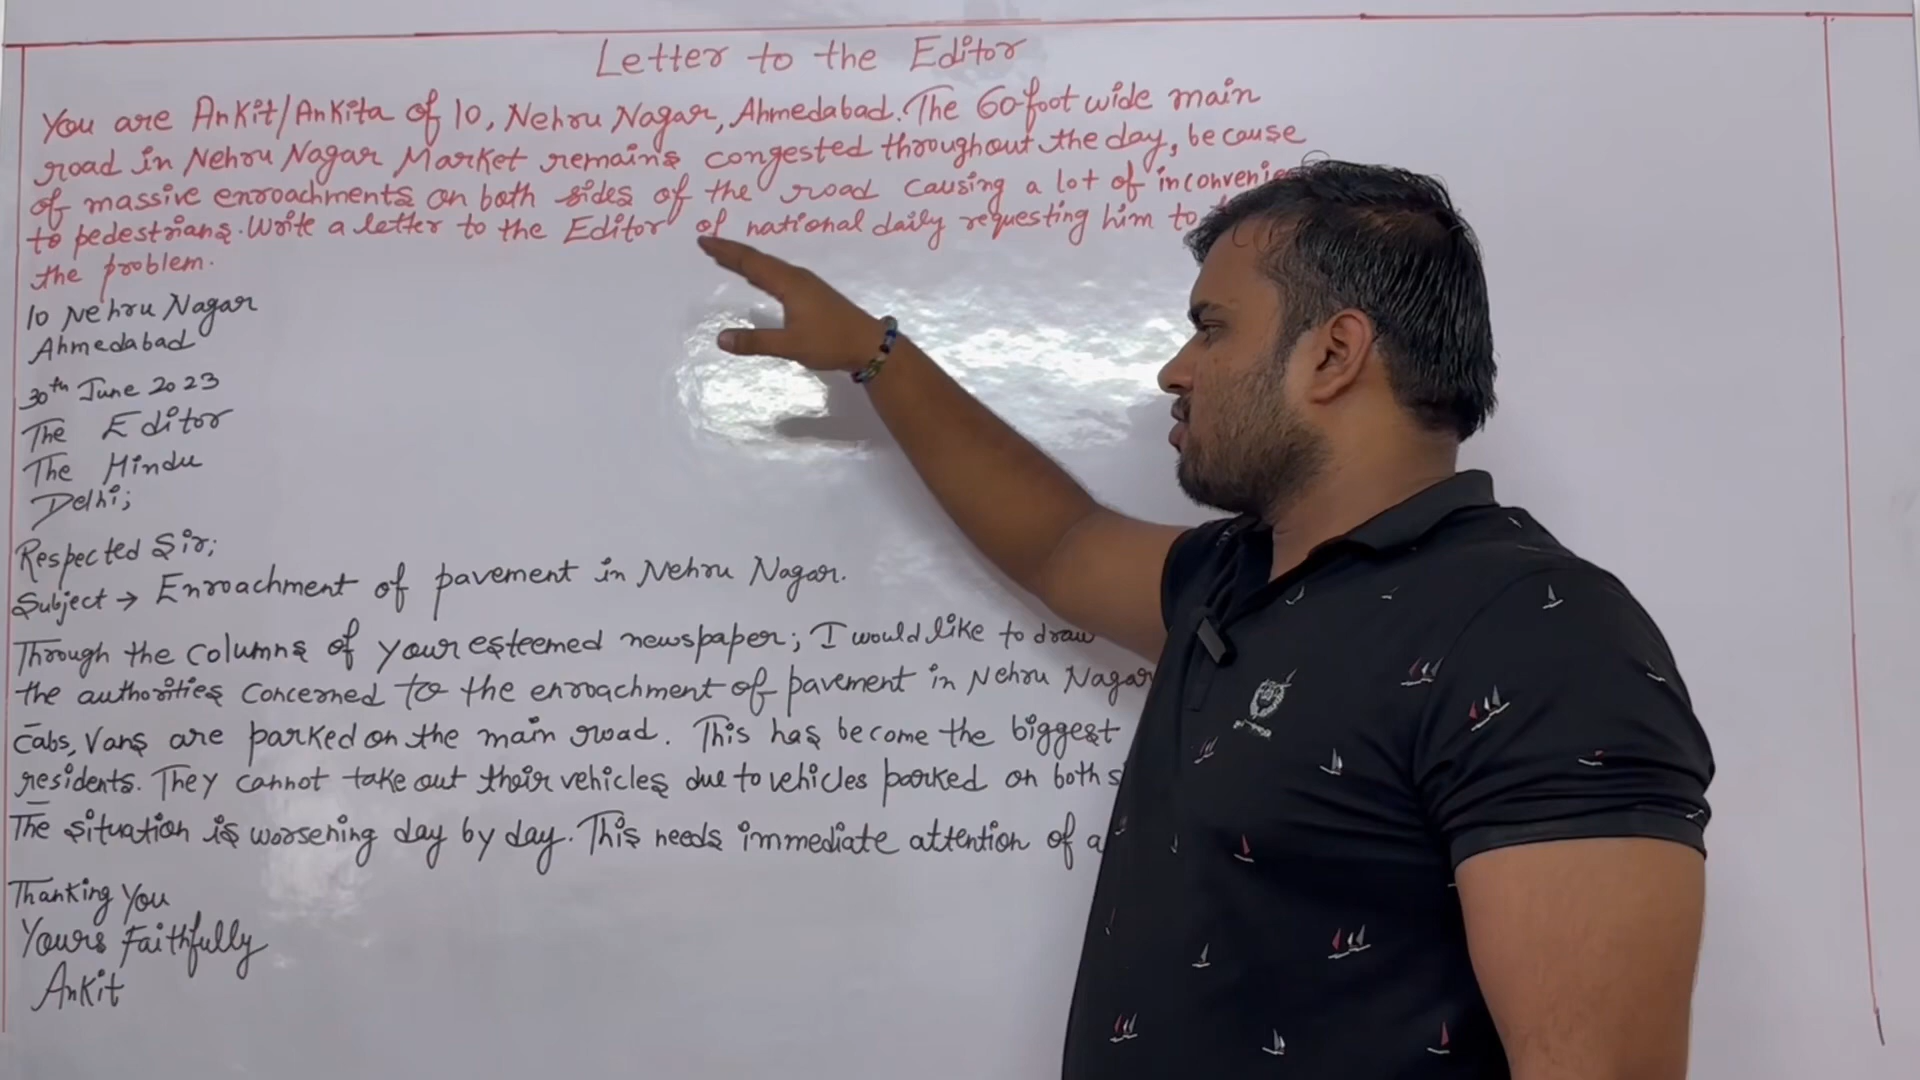 Letter to the Editor
You are Ankit/Ankita of 10, Nehru Nagar, Ahmedabad. The 60-foot wide main
road in Nehru Nagar Market remains congested throughout the day, because
of massive enroachments on both sides of the road causing a lot of
to pedestrians. Write a letter to the Editor of national daily requesting him to
the problem.
10 Nehru Nagar
Ahmedabad
30th June 2023
The Editor
The Hindu
Delhi;
Respected Sir;
Subject → Enroachment of pavement in Nehru Nagar.
Through the columns of your esteemed newspaper; I would like to draw
the authorities concerned to the enroachment of pavement in Nehru Nagar
cabs, Vans are parked on the main road. This has become the biggest
residents. They cannot take out their vehicles due to vehicles parked on both
The situation is worsening day by day. This needs immediate attention of
Thanking You
Yours Faithfully
Ankit